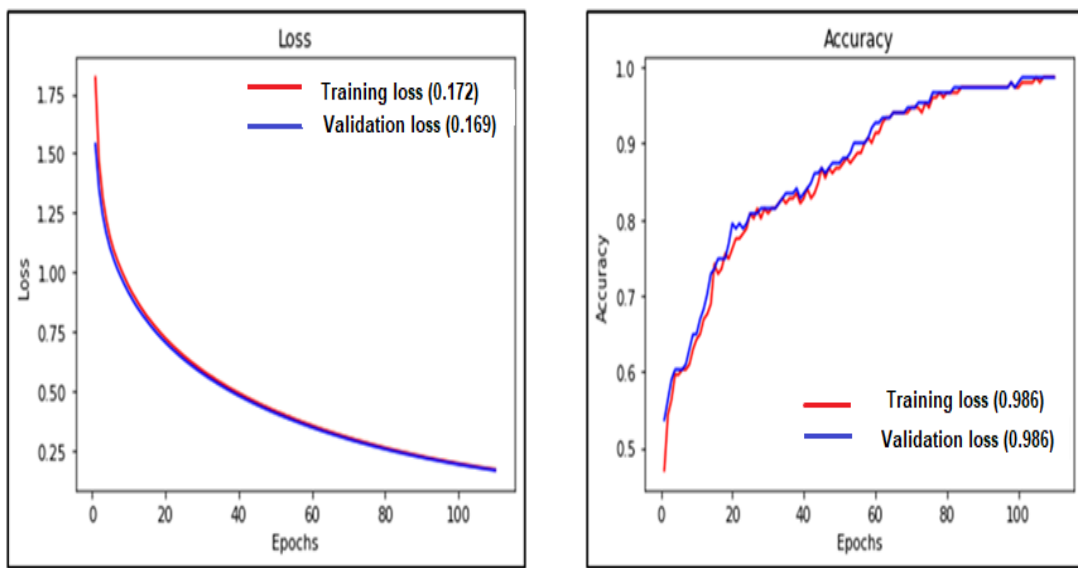 Loss
Training loss (0.172)
Validation loss (0.169)
1.75
1.50
1.25
1.00
0.75
0.50
0.25
Loss
0 20 40 60 80 100
Epochs
Accuracy
1.0
0.9
0.8
0.7
0.6
0.5
Accuracy
Training loss (0.986)
Validation loss (0.986)
0 20 40 60 80 100
Epochs